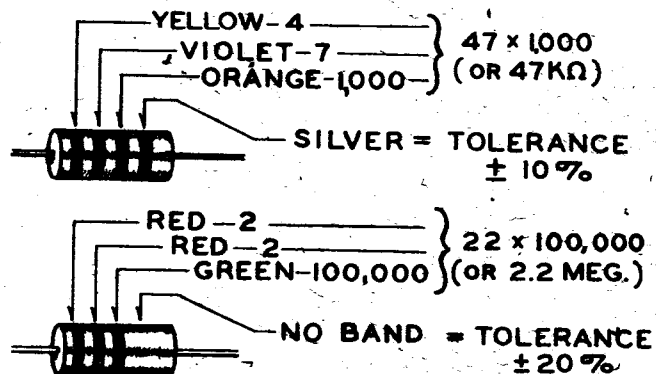 YELLOW-4
VIOLET-7
ORANGE-1,000
47 x 1,000
(OR 47KΩ)
SILVER = TOLERANCE
± 10%
RED-2
RED-2
GREEN-100,000
22 x 100,000
(OR 2.2 MEG.)
NO BAND = TOLERANCE
±20%